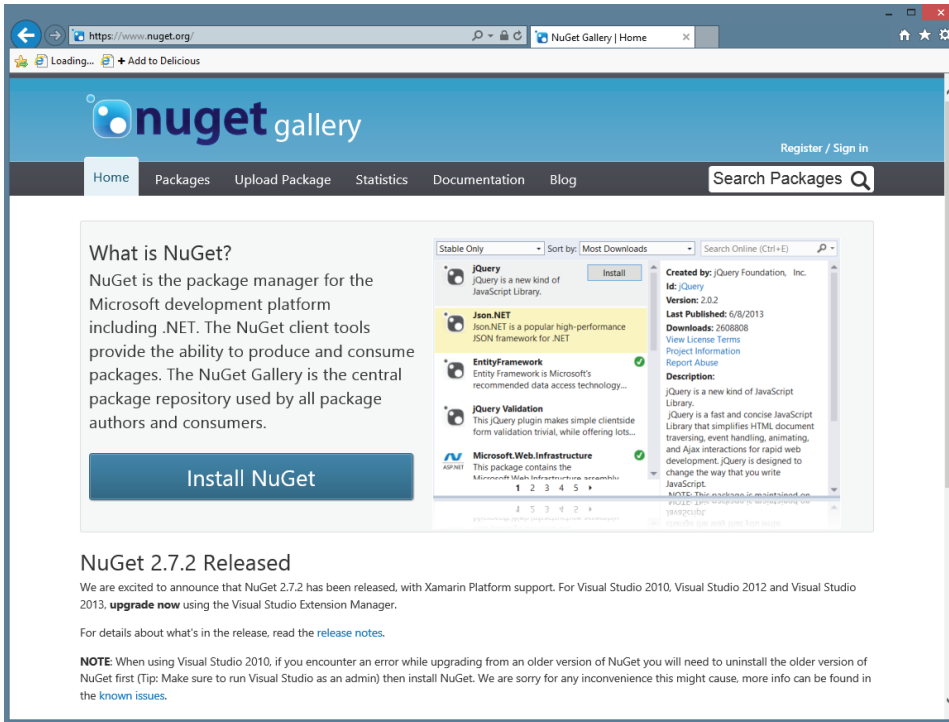 https://www.nuget.org/
NuGet Gallery | Home
Loading... + Add to Delicious
nuget gallery
Register / Sign in
Home Packages Upload Package Statistics Documentation Blog Search Packages
What is NuGet?
NuGet is the package manager for the
Microsoft development platform
including .NET. The NuGet client tools
provide the ability to produce and consume
packages. The NuGet Gallery is the central
package repository used by all package
authors and consumers.
Install NuGet
Stable Only Sort by: Most Downloads Search Online (Ctrl+E)
jQuery
jQuery is a new kind of
JavaScript Library.
Install
Json.NET
Json.NET is a popular high-performance
JSON framework for .NET
EntityFramework
Entity Framework is Microsoft's
recommended data access technology...
jQuery Validation
This jQuery plugin makes simple clientside
form validation trivial, while offering lots...
ASP.NET
Microsoft.Web.Infrastructure
This package contains the
Microsoft Web Infrastructure assembly
1 2 3 4 5
Created by: jQuery Foundation, Inc.
Id: jQuery
Version: 2.0.2
Last Published: 6/8/2013
Downloads: 2608808
View License Terms
Project Information
Report Abuse
Description:
jQuery is a new kind of JavaScript
Library.
jQuery is a fast and concise JavaScript
Library that simplifies HTML document
traversing, event handling, animating,
and Ajax interactions for rapid web
development. jQuery is designed to
change the way that you write
JavaScript.
NOTE: This package is maintained on
NuGet 2.7.2 Released
We are excited to announce that NuGet 2.7.2 has been released, with Xamarin Platform support. For Visual Studio 2010, Visual Studio 2012 and Visual Studio
2013, upgrade now using the Visual Studio Extension Manager.
For details about what's in the release, read the release notes.
NOTE: When using Visual Studio 2010, if you encounter an error while upgrading from an older version of NuGet you will need to uninstall the older version of
NuGet first (Tip: Make sure to run Visual Studio as an admin) then install NuGet. We are sorry for any inconvenience this might cause, more info can be found in
the known issues.